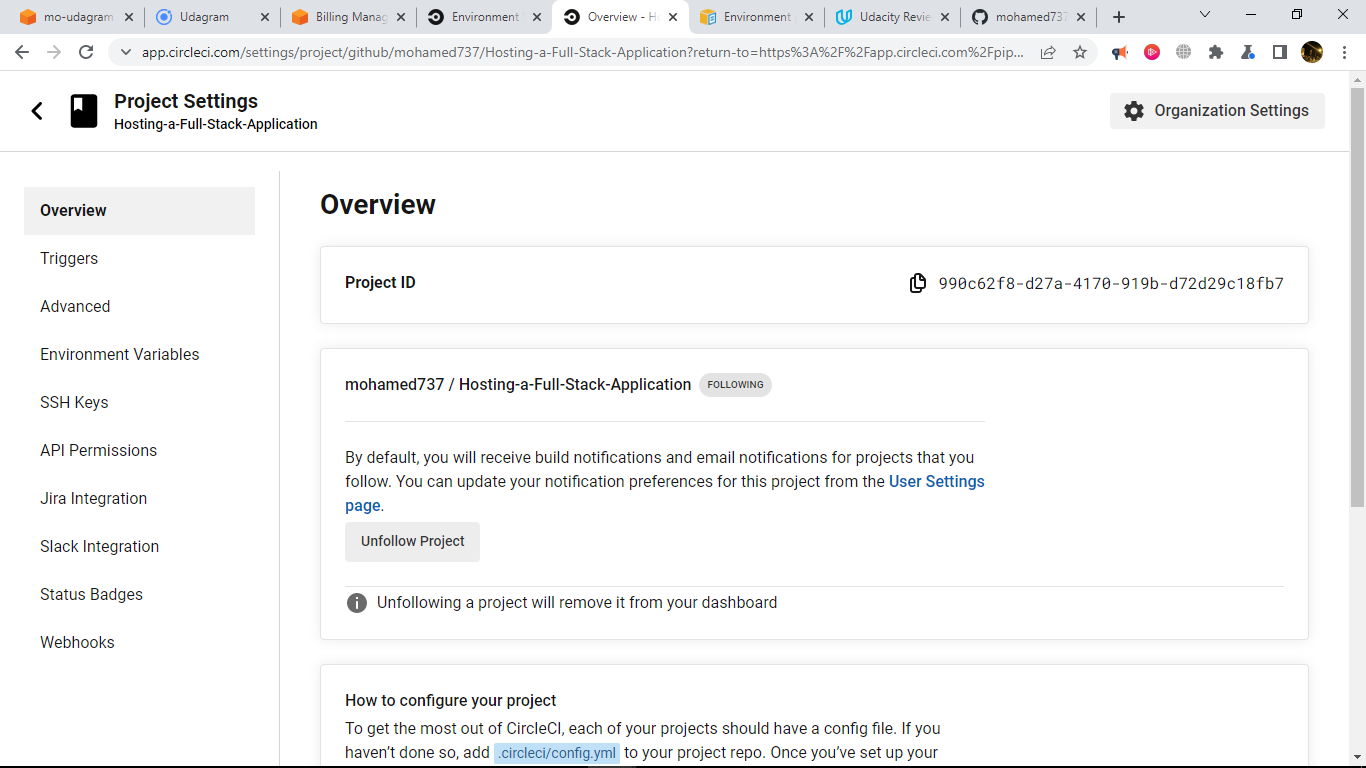 mo-udagram
Udagram
Billing Manag
Environment
Overview - Ho
Environment
Udacity Revie
mohamed737
app.circleci.com/settings/project/github/mohamed737/Hosting-a-Full-Stack-Application?return-to=https%3A%2F%2Fapp.circleci.com%2Fpip...
Project Settings
Hosting-a-Full-Stack-Application
Organization Settings
Overview
Triggers
Advanced
Environment Variables
SSH Keys
API Permissions
Jira Integration
Slack Integration
Status Badges
Webhooks
Overview
Project ID
990c62f8-d27a-4170-919b-d72d29c18fb7
mohamed737 / Hosting-a-Full-Stack-Application FOLLOWING
By default, you will receive build notifications and email notifications for projects that you
follow. You can update your notification preferences for this project from the User Settings
page.
Unfollow Project
Unfollowing a project will remove it from your dashboard
How to configure your project
To get the most out of CircleCI, each of your projects should have a config file. If you
haven’t done so, add .circleci/config.yml to your project repo. Once you’ve set up your